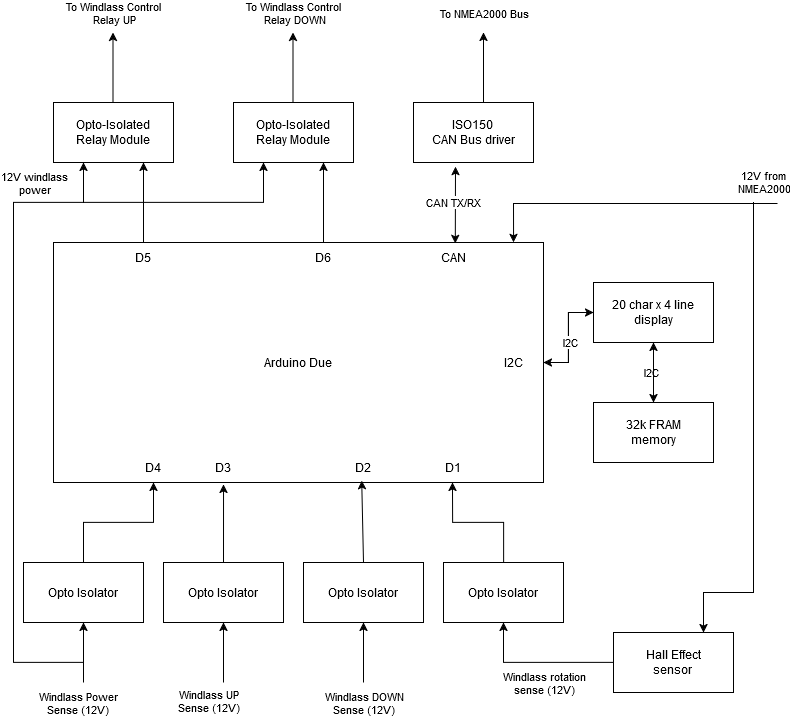 To Windlass Control
Relay UP
To Windlass Control
Relay DOWN
To NMEA2000 Bus
Opto-Isolated
Relay Module
Opto-Isolated
Relay Module
ISO150
CAN Bus driver
12V windlass
power
CAN TX/RX
12V from
NMEA2000
D5
D6
CAN
20 char x 4 line
display
I2C
Arduino Due
I2C
I2C
32k FRAM
memory
D4
D3
D2
D1
Opto Isolator
Opto Isolator
Opto Isolator
Opto Isolator
Hall Effect
sensor
Windlass Power
Sense (12V)
Windlass UP
Sense (12V)
Windlass DOWN
Sense (12V)
Windlass rotation
sense (12V)